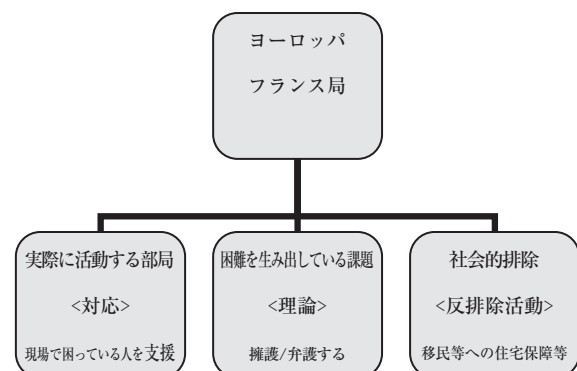 ヨーロッパ
フランス局
実際に活動する部局
<対応>
現場で困っている人を支援
困難を生み出している課題
<理論>
擁護/弁護する
社会的排除
<反排除活動>
移民等への住宅保障等